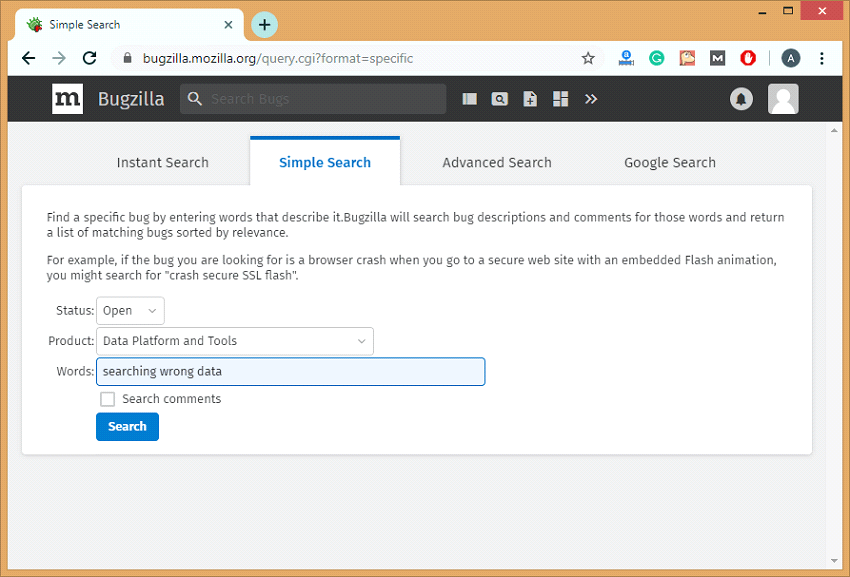 Simple Search
bugzilla.mozilla.org/query.cgi?format=specific
A
m Bugzilla Search Bugs
Instant Search Simple Search Advanced Search Google Search
Find a specific bug by entering words that describe it.Bugzilla will search bug descriptions and comments for those words and return
a list of matching bugs sorted by relevance.
For example, if the bug you are looking for is a browser crash when you go to a secure web site with an embedded Flash animation,
you might search for "crash secure SSL flash".
Status: Open
Product: Data Platform and Tools
Words: searching wrong data
Search comments
Search